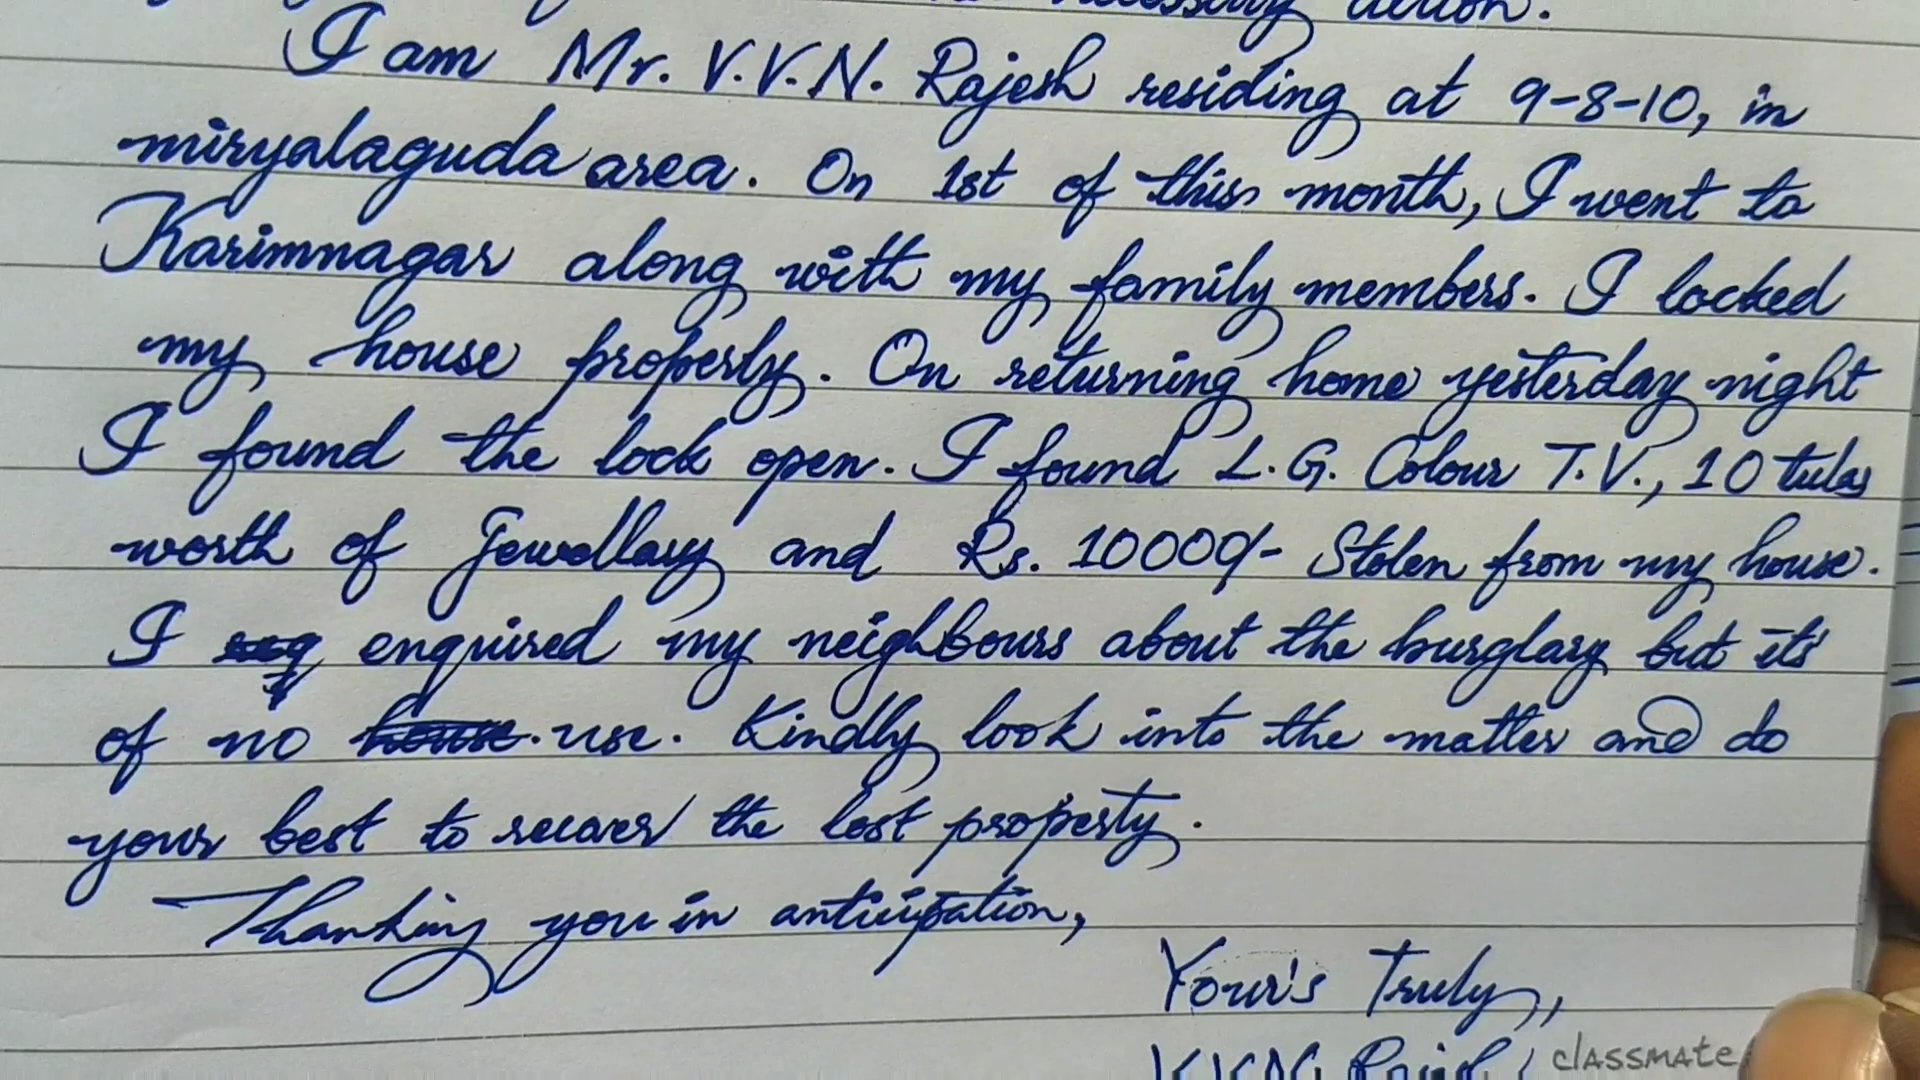 necessary action.
I am Mr. V.V.N. Rajesh residing at 9-8-10, in
miryalaguda area. On 1st of this month, I went to
Karimnagar along with my family members. I locked
my house properly. On returning home yesterday night
I found the lock open. I found L.G. Colour T.V., 10 tulas
worth of Jewellary and Rs. 10000/- Stolen from my house.
I enquired my neighbours about the burglary but its
of no house. use. Kindly look into the matter and do
your best to recover the lost property.
Thanking you in anticipation,
Your's Truly,
V.V.N. Rajesh
classmate